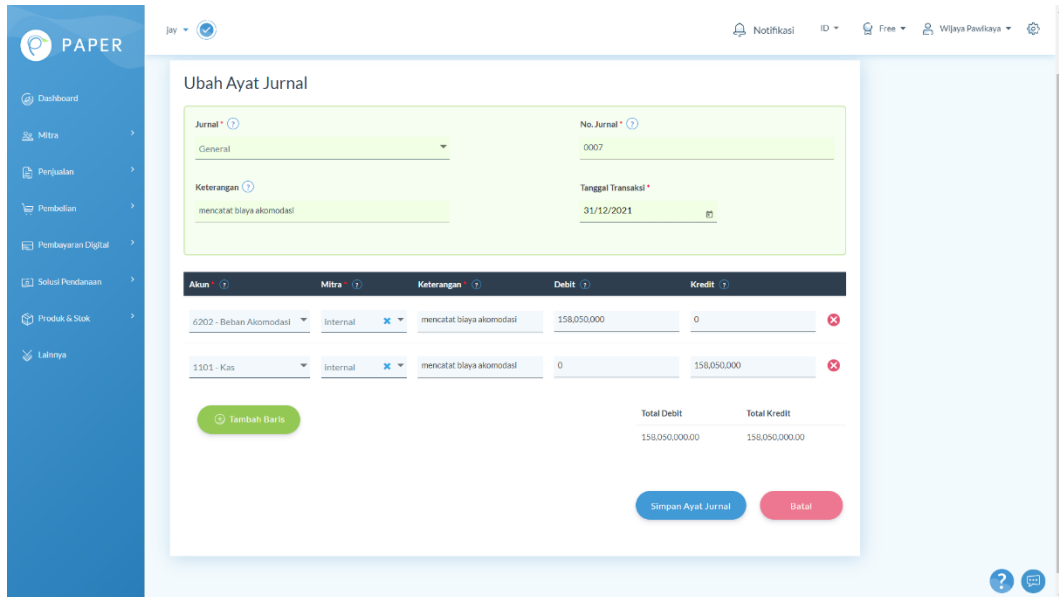 PAPER
jay
Notifikasi
ID
Free
Wijaya Pawikaya
Dashboard
Mitra
Penjualan
Pembelian
Pembayaran Digital
Solusi Pendanaan
Produk & Stok
Lainnya
Ubah Ayat Jurnal
Jurnal * ?
No. Jurnal * ?
General
0007
Keterangan ?
Tanggal Transaksi *
mencatat biaya akomodasi
31/12/2021
Akun * ? Mitra * ? Keterangan * ? Debit ? Kredit ?
6202 - Beban Akomodasi internal mencatat biaya akomodasi 158,050,000 0
1101 - Kas internal mencatat biaya akomodasi 0 158,050,000
Tambah Baris
Total Debit Total Kredit
158,050,000.00 158,050,000.00
Simpan Ayat Jurnal
Batal
?